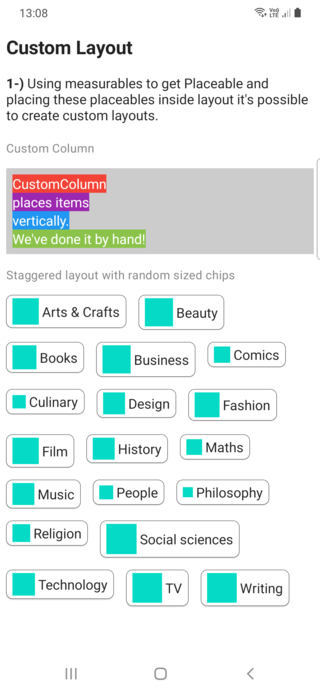 13:08
Vo))
LTE
Custom Layout
1-) Using measurables to get Placeable and
placing these placeables inside layout it's possible
to create custom layouts.
Custom Column
CustomColumn
places items
vertically.
We've done it by hand!
Staggered layout with random sized chips
Arts & Crafts Beauty
Books Business Comics
Culinary Design Fashion
Film History Maths
Music People Philosophy
Religion Social sciences
Technology TV Writing